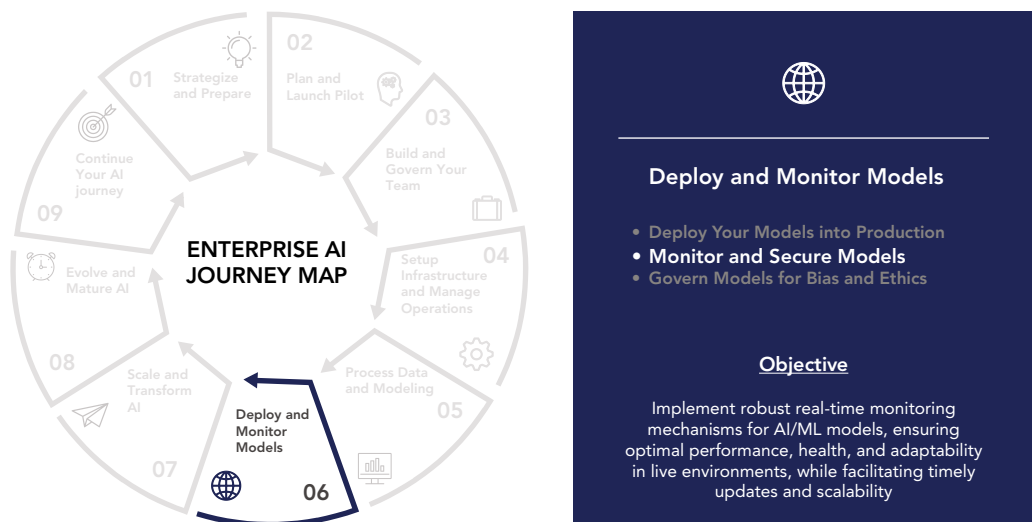 01
Strategize
and Prepare
02
Plan and
Launch Pilot
03
Build and
Govern Your
Team
04
Setup
Infrastructure
and Manage
Operations
Process Data
and Modeling
05
Deploy and
Monitor
Models
06
Scale and
Transform
AI
07
Evolve and
Mature AI
08
Continue
Your AI
journey
09
ENTERPRISE AI
JOURNEY MAP
Deploy and Monitor Models
• Deploy Your Models into Production
• Monitor and Secure Models
• Govern Models for Bias and Ethics
Objective
Implement robust real-time monitoring
mechanisms for AI/ML models, ensuring
optimal performance, health, and adaptability
in live environments, while facilitating timely
updates and scalability